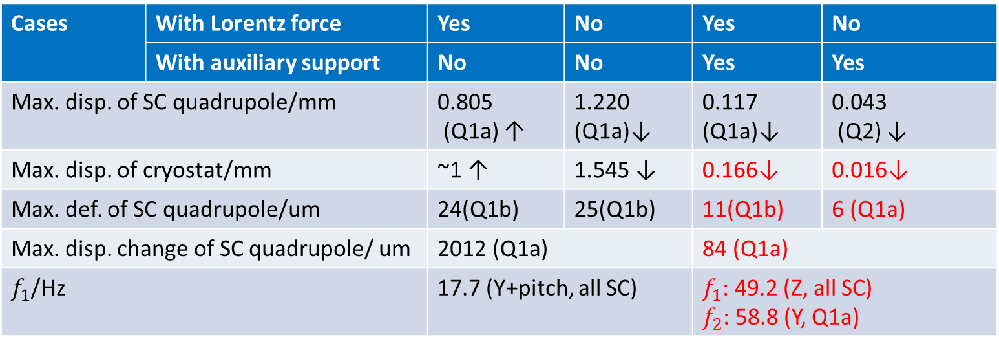 Cases With Lorentz force Yes No Yes No
With auxiliary support No No Yes Yes
Max. disp. of SC quadrupole/mm 0.805 1.220 0.117 0.043
(Q1a) ↑ (Q1a)↓ (Q1a)↓ (Q2) ↓
Max. disp. of cryostat/mm ~1 ↑ 1.545 ↓ 0.166↓ 0.016↓
Max. def. of SC quadrupole/um 24(Q1b) 25(Q1b) 11(Q1b) 6 (Q1a)
Max. disp. change of SC quadrupole/ um 2012 (Q1a) 84 (Q1a)
𝑓₁/Hz 17.7 (Y+pitch, all SC) 𝑓₁: 49.2 (Z, all SC)
𝑓₂: 58.8 (Y, Q1a)